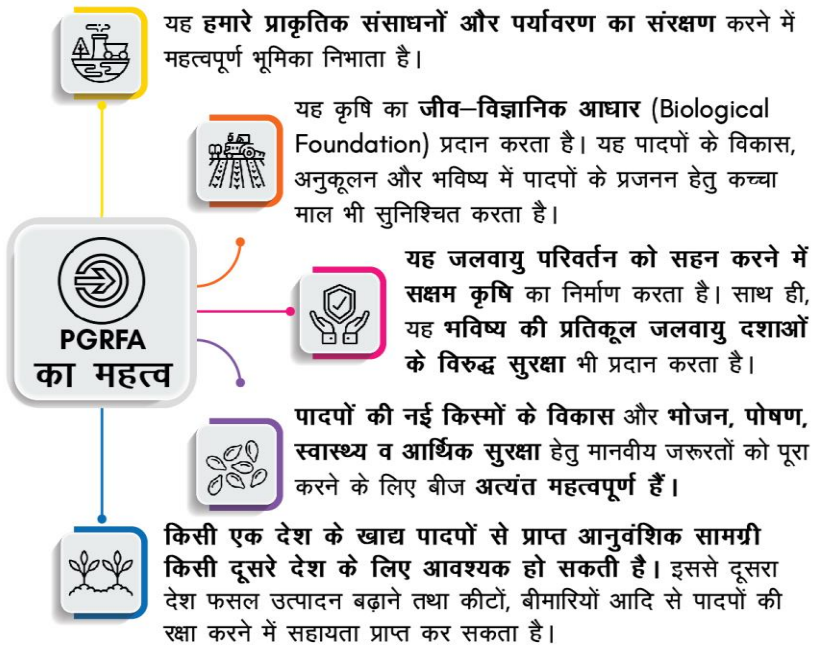 यह हमारे प्राकृतिक संसाधनों और पर्यावरण का संरक्षण करने में
महत्वपूर्ण भूमिका निभाता है।
यह कृषि का जीव–विज्ञानिक आधार (Biological
Foundation) प्रदान करता है। यह पादपों के विकास,
अनुकूलन और भविष्य में पादपों के प्रजनन हेतु कच्चा
माल भी सुनिश्चित करता है।
PGRFA
का महत्व
यह जलवायु परिवर्तन को सहन करने में
सक्षम कृषि का निर्माण करता है। साथ ही,
यह भविष्य की प्रतिकूल जलवायु दशाओं
के विरुद्ध सुरक्षा भी प्रदान करता है।
पादपों की नई किस्मों के विकास और भोजन, पोषण,
स्वास्थ्य व आर्थिक सुरक्षा हेतु मानवीय जरूरतों को पूरा
करने के लिए बीज अत्यंत महत्वपूर्ण हैं।
किसी एक देश के खाद्य पादपों से प्राप्त आनुवंशिक सामग्री
किसी दूसरे देश के लिए आवश्यक हो सकती है। इससे दूसरा
देश फसल उत्पादन बढ़ाने तथा कीटों, बीमारियों आदि से पादपों की
रक्षा करने में सहायता प्राप्त कर सकता है।